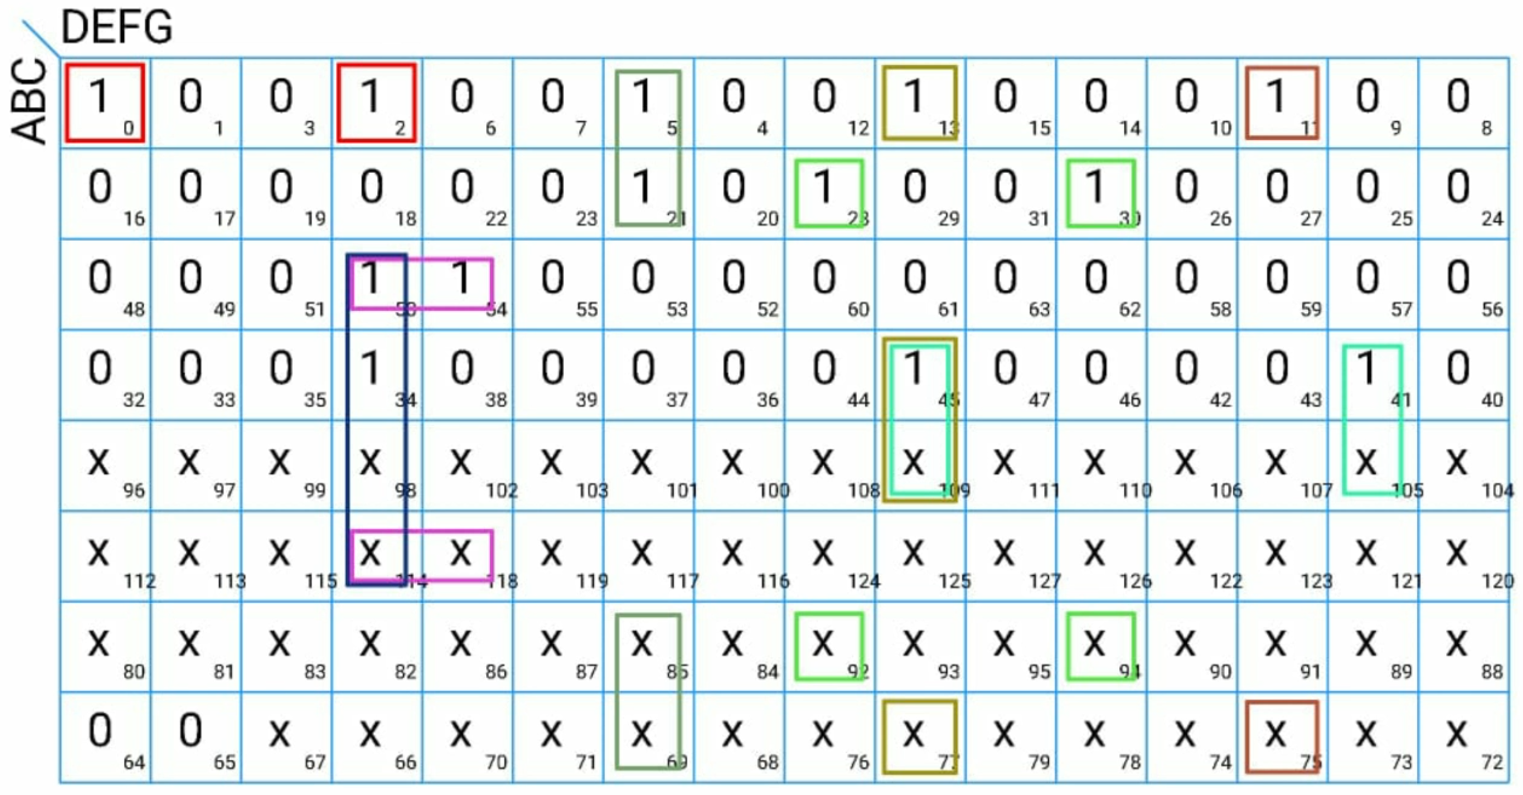 DEFG
ABC
1 0 0 1 0 0 1 0 0 1 0 0 0 1 0 0
0 1 3 2 6 7 5 4 12 13 15 14 10 11 9 8
0 0 0 0 0 0 1 0 1 0 0 1 0 0 0 0
16 17 19 18 22 23 21 20 28 29 31 30 26 27 25 24
0 0 0 1 1 0 0 0 0 0 0 0 0 0 0 0
48 49 51 50 54 55 53 52 60 61 63 62 58 59 57 56
0 0 0 1 0 0 0 0 0 1 0 0 0 0 1 0
32 33 35 34 38 39 37 36 44 45 47 46 42 43 41 40
X X X X X X X X X X X X X X X X
96 97 99 98 102 103 101 100 108 109 111 110 106 107 105 104
X X X X X X X X X X X X X X X X
112 113 115 114 118 119 117 116 124 125 127 126 122 123 121 120
X X X X X X X X X X X X X X X X
80 81 83 82 86 87 85 84 92 93 95 94 90 91 89 88
0 0 X X X X X X X X X X X X X X
64 65 67 66 70 71 69 68 76 77 79 78 74 75 73 72